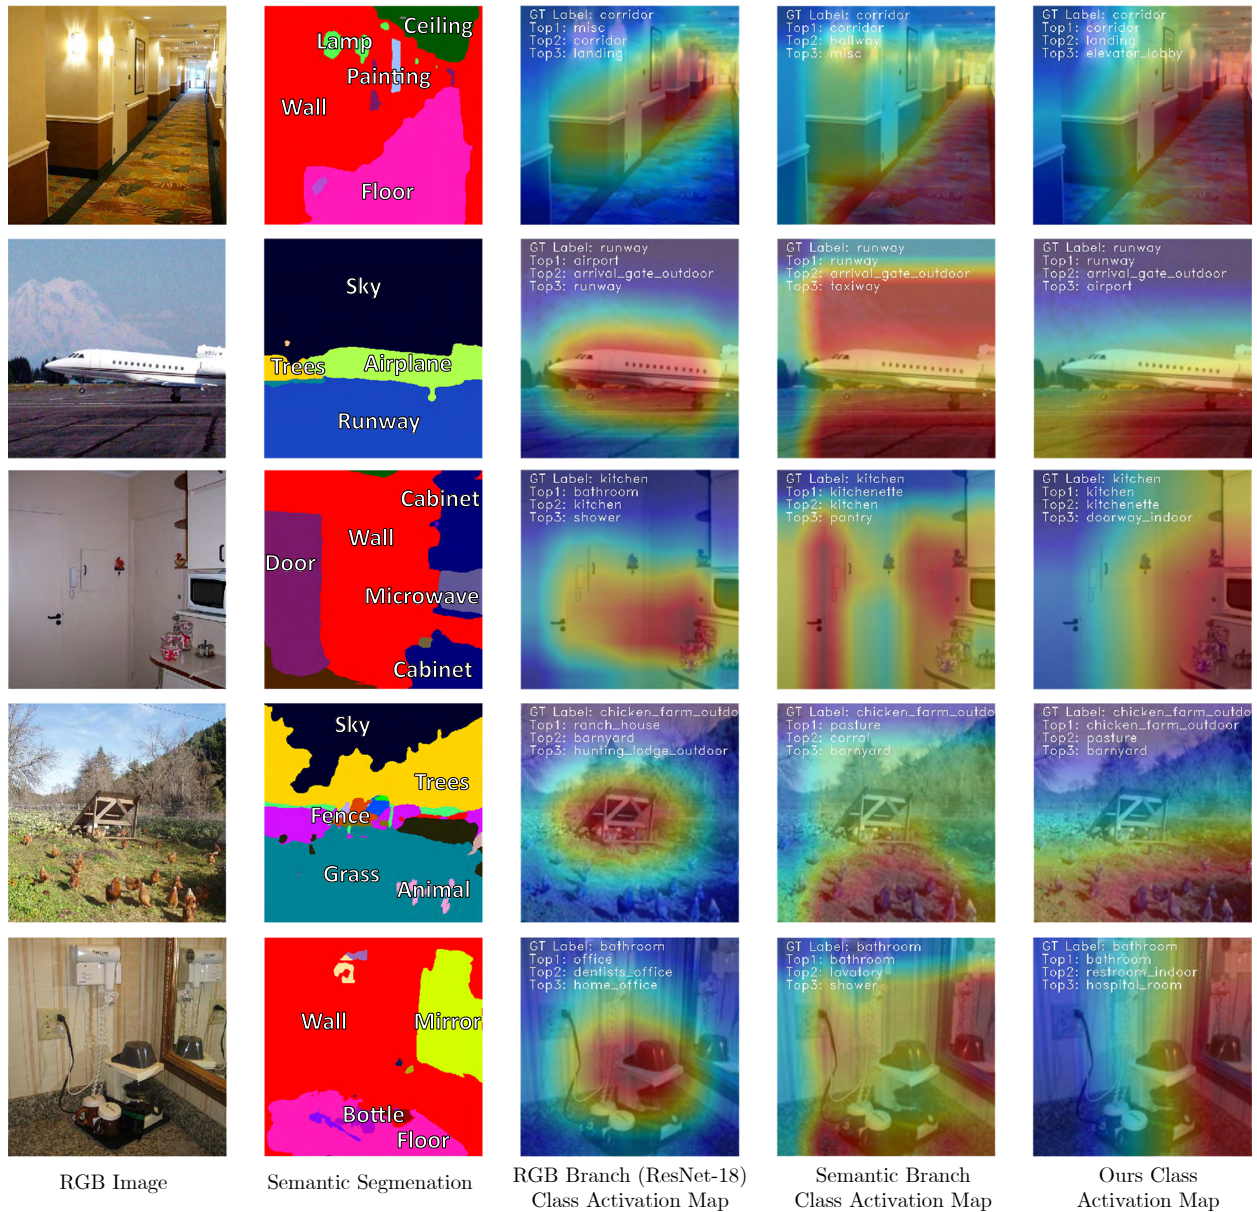 Ceiling
Lamp
Painting
Wall
Floor
GT Label: corridor
Top1: misc
Top2: corridor
Top3: landing
GT Label: corridor
Top1: corridor
Top2: hallway
Top3: misc
GT Label: corridor
Top1: corridor
Top2: landing
Top3: elevator_lobby
Sky
Trees
Airplane
Runway
GT Label: runway
Top1: airport
Top2: arrival_gate_outdoor
Top3: runway
GT Label: runway
Top1: runway
Top2: arrival_gate_outdoor
Top3: taxiway
GT Label: runway
Top1: runway
Top2: arrival_gate_outdoor
Top3: airport
Cabinet
Wall
Door
Microwave
Cabinet
GT Label: kitchen
Top1: bathroom
Top2: kitchen
Top3: shower
GT Label: kitchen
Top1: kitchenette
Top2: kitchen
Top3: pantry
GT Label: kitchen
Top1: kitchen
Top2: kitchenette
Top3: doorway_indoor
Sky
Trees
Fence
Grass
Animal
GT Label: chicken_farm_outdo
Top1: ranch_house
Top2: barnyard
Top3: hunting_lodge_outdoor
GT Label: chicken_farm_outdo
Top1: pasture
Top2: corral
Top3: barnyard
GT Label: chicken_farm_outdo
Top1: chicken_farm_outdoor
Top2: pasture
Top3: barnyard
Wall
Mirror
Bottle
Floor
GT Label: bathroom
Top1: office
Top2: dentists_office
Top3: home_office
GT Label: bathroom
Top1: bathroom
Top2: lavatory
Top3: shower
GT Label: bathroom
Top1: bathroom
Top2: restroom_indoor
Top3: hospital_room
RGB Image
Semantic Segmenation
RGB Branch (ResNet-18)
Class Activation Map
Semantic Branch
Class Activation Map
Ours Class
Activation Map